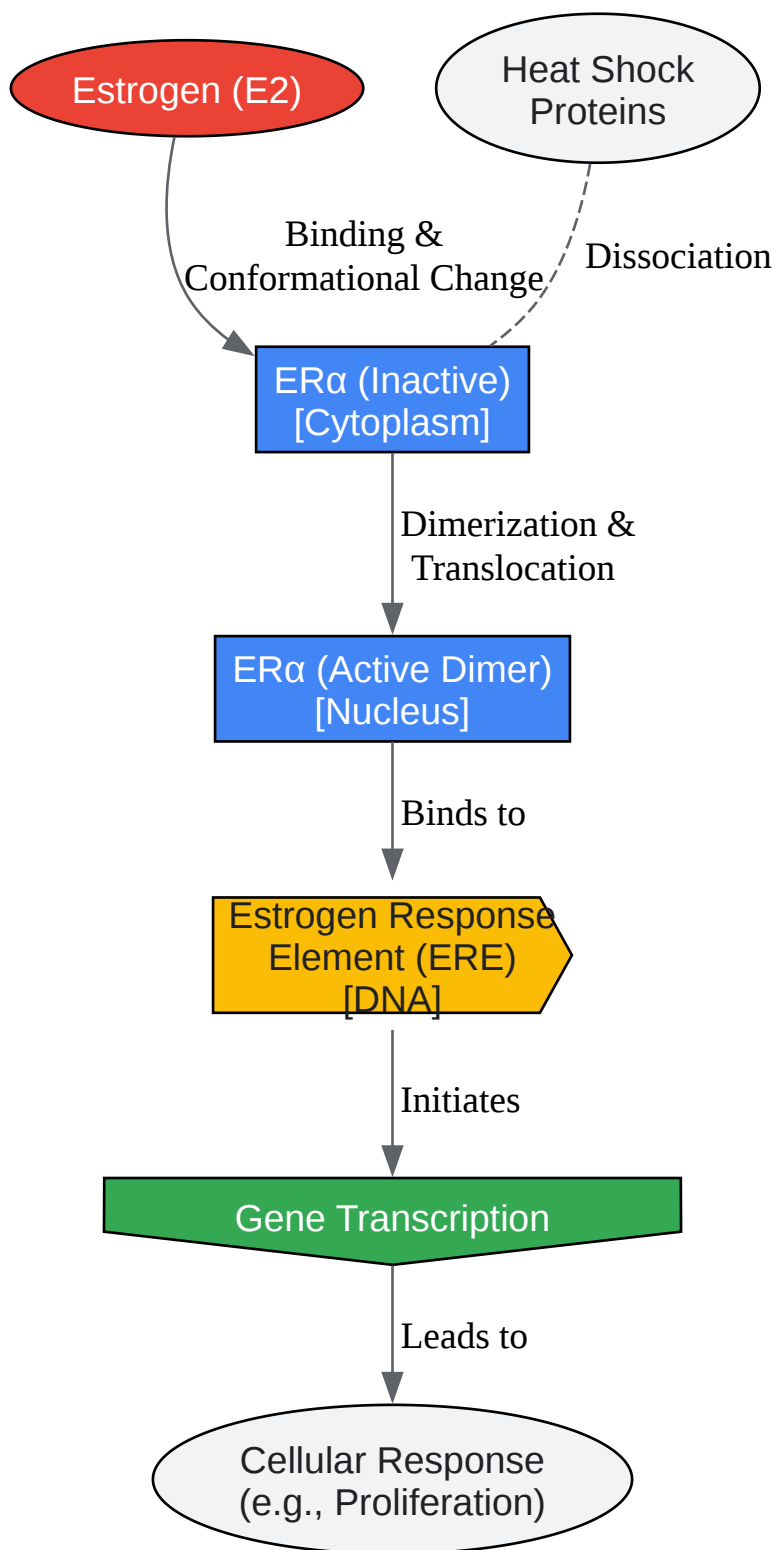 Estrogen (E2)
Heat Shock
Proteins
Binding &
Conformational Change
Dissociation
ERα (Inactive)
[Cytoplasm]
Dimerization &
Translocation
ERα (Active Dimer)
[Nucleus]
Binds to
Estrogen Response
Element (ERE)
[DNA]
Initiates
Gene Transcription
Leads to
Cellular Response
(e.g., Proliferation)